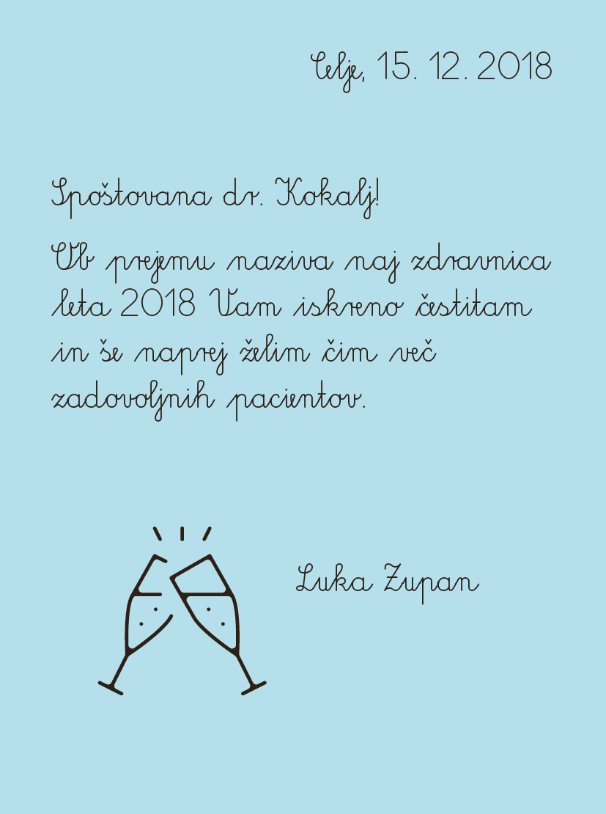 Celje, 15. 12. 2018
Spoštovana dr. Kokalj!
Ob prejemu naziva naj zdravnica
leta 2018 Vam iskreno čestitam
in še naprej želim čim več
zadovoljnih pacientov.
Luka Zupan